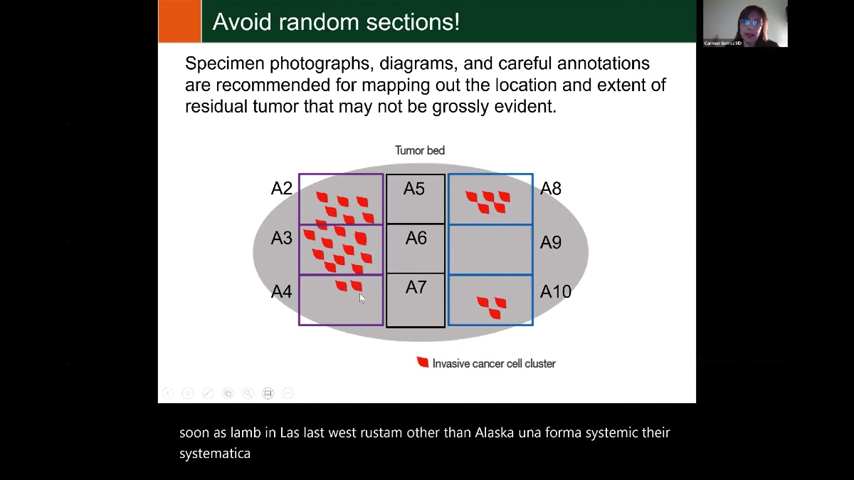 Avoid random sections!
Specimen photographs, diagrams, and careful annotations
are recommended for mapping out the location and extent of
residual tumor that may not be grossly evident.
Tumor bed
A2 A5 A8
A3 A6 A9
A4 A7 A10
Invasive cancer cell cluster
soon as lamb in Las last west rustam other than Alaska una forma systemic their
systematica